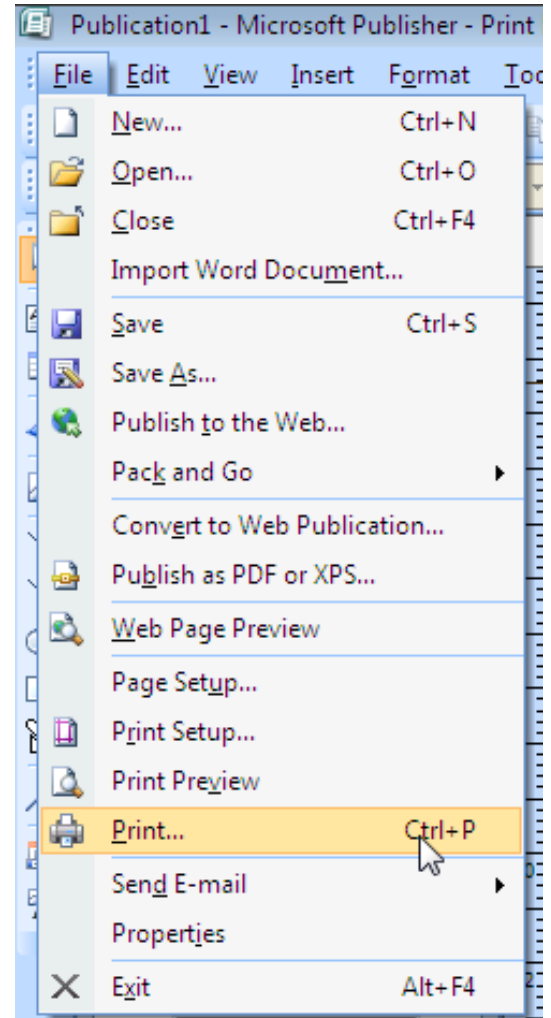 Publication1 - Microsoft Publisher - Print
File Edit View Insert Format Too
New... Ctrl+N
Open... Ctrl+O
Close Ctrl+F4
Import Word Document...
Save Ctrl+S
Save As...
Publish to the Web...
Pack and Go
Convert to Web Publication...
Publish as PDF or XPS...
Web Page Preview
Page Setup...
Print Setup...
Print Preview
Print... Ctrl+P
Send E-mail
Properties
Exit Alt+F4